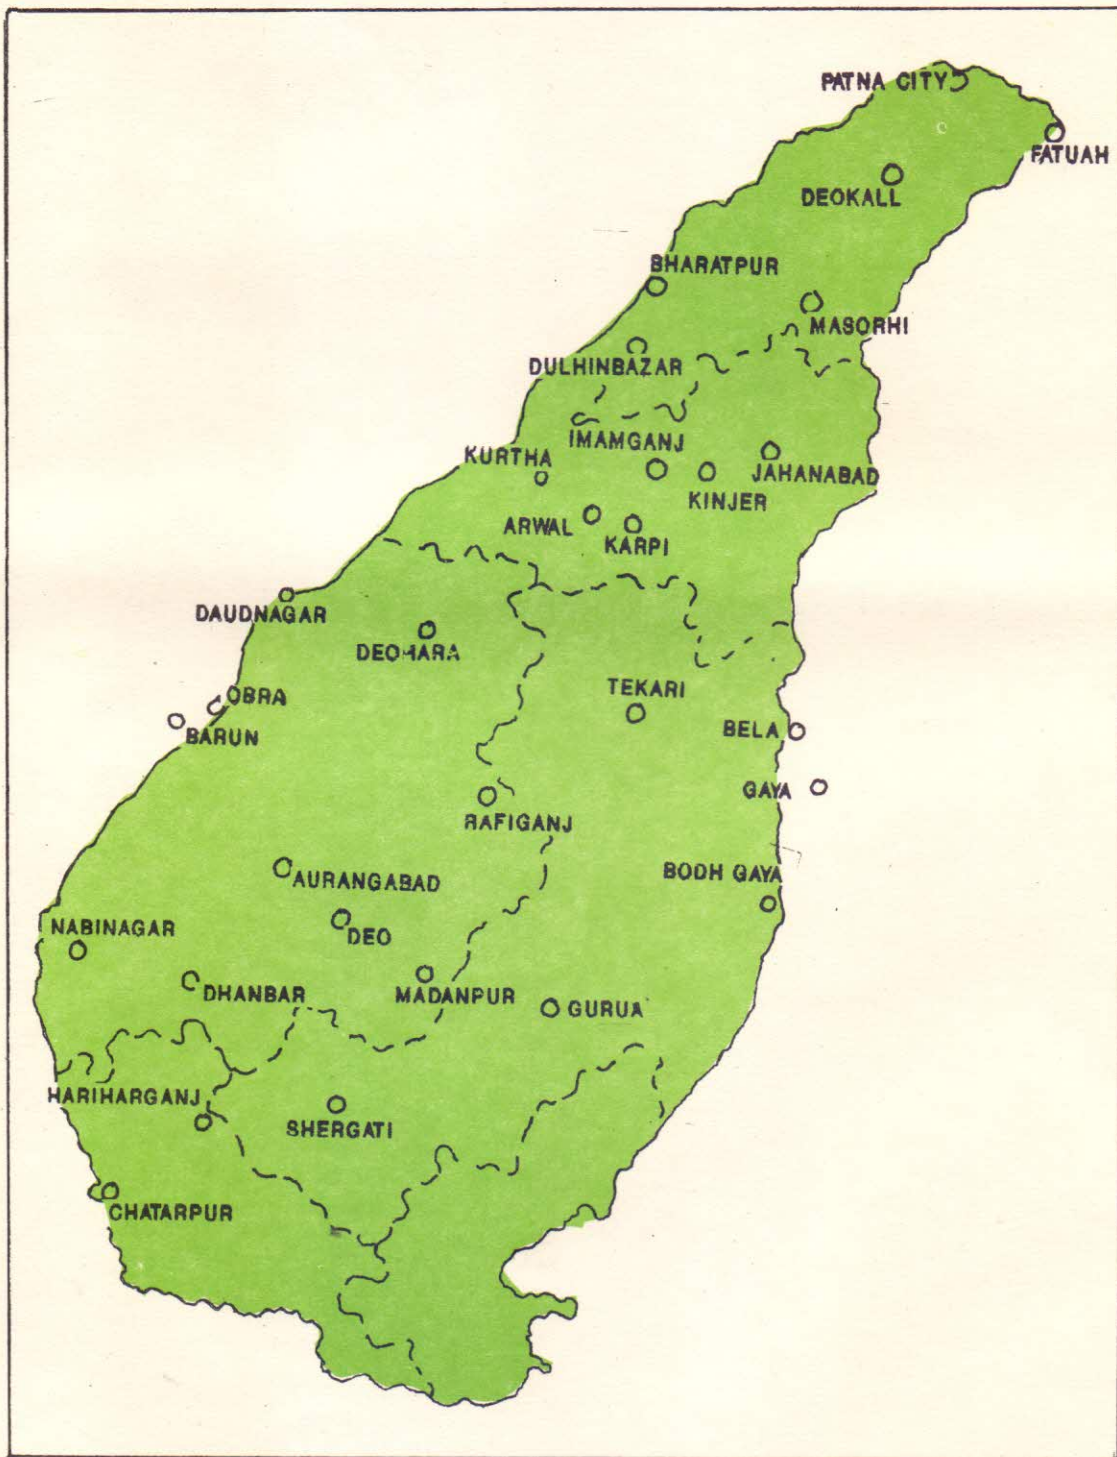 PATNA CITY
FATUAH
DEOKALL
BHARATPUR
MASORHI
DULHINBAZAR
IMAMGANJ
KURTHA
JAHANABAD
KINJER
ARWAL
KARPI
DAUDNAGAR
DEOHARA
TEKARI
OBRA
BARUN
BELA
GAYA
RAFIGANJ
BODH GAYA
AURANGABAD
NABINAGAR
DEO
DHANBAR
MADANPUR
GURUA
HARIHARGANJ
SHERGATI
CHATARPUR